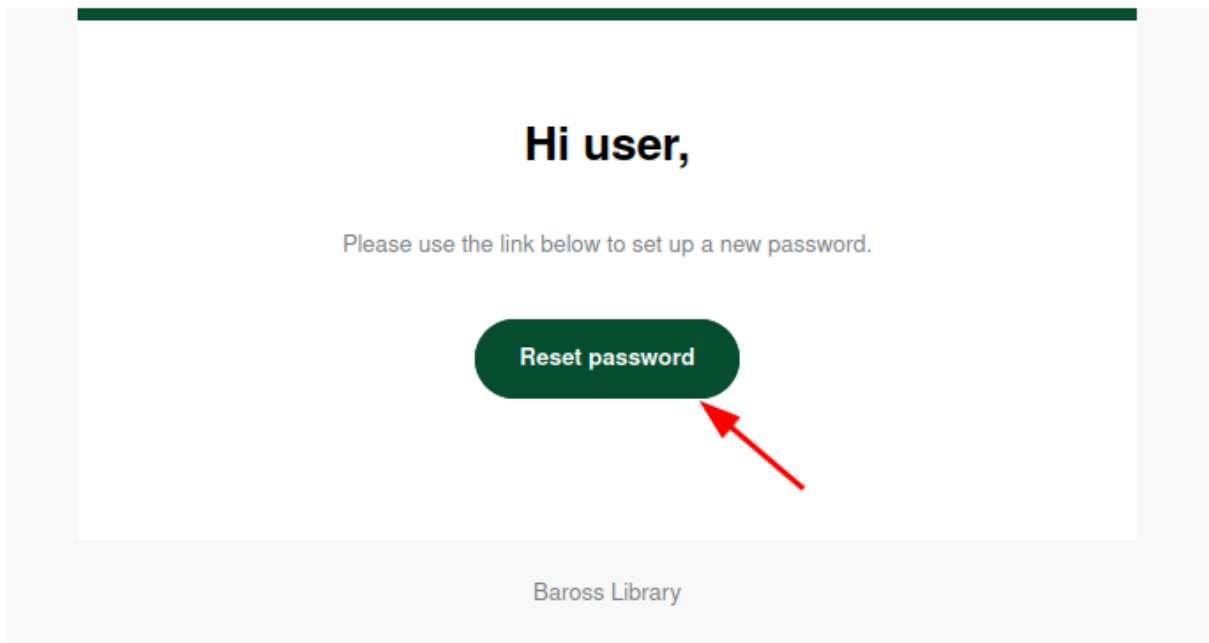 Hi user,
Please use the link below to set up a new password.
Reset password
Baross Library